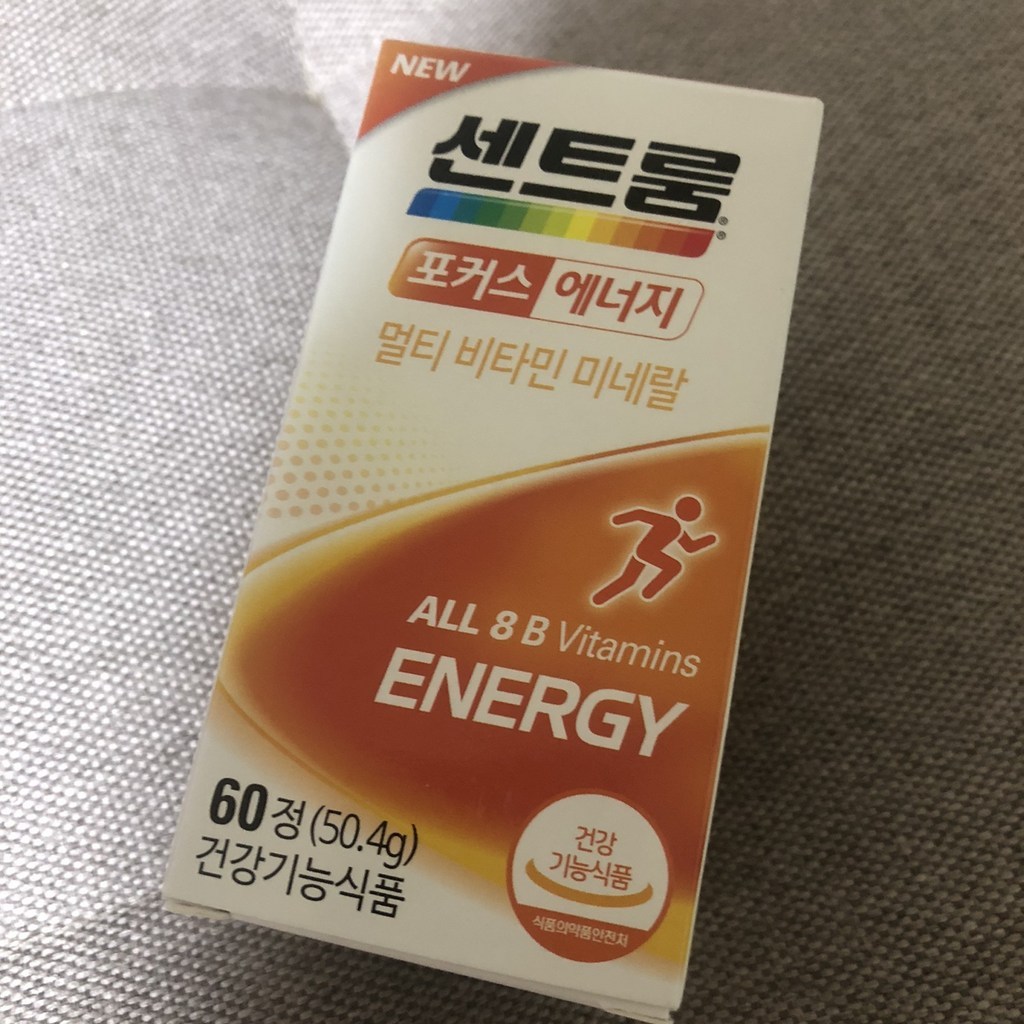 NEW
센트룸®
포커스 에너지
멀티 비타민 미네랄
ALL 8 B Vitamins
ENERGY
60정(50.4g)
건강기능식품
건강
기능식품
식품의약품안전처